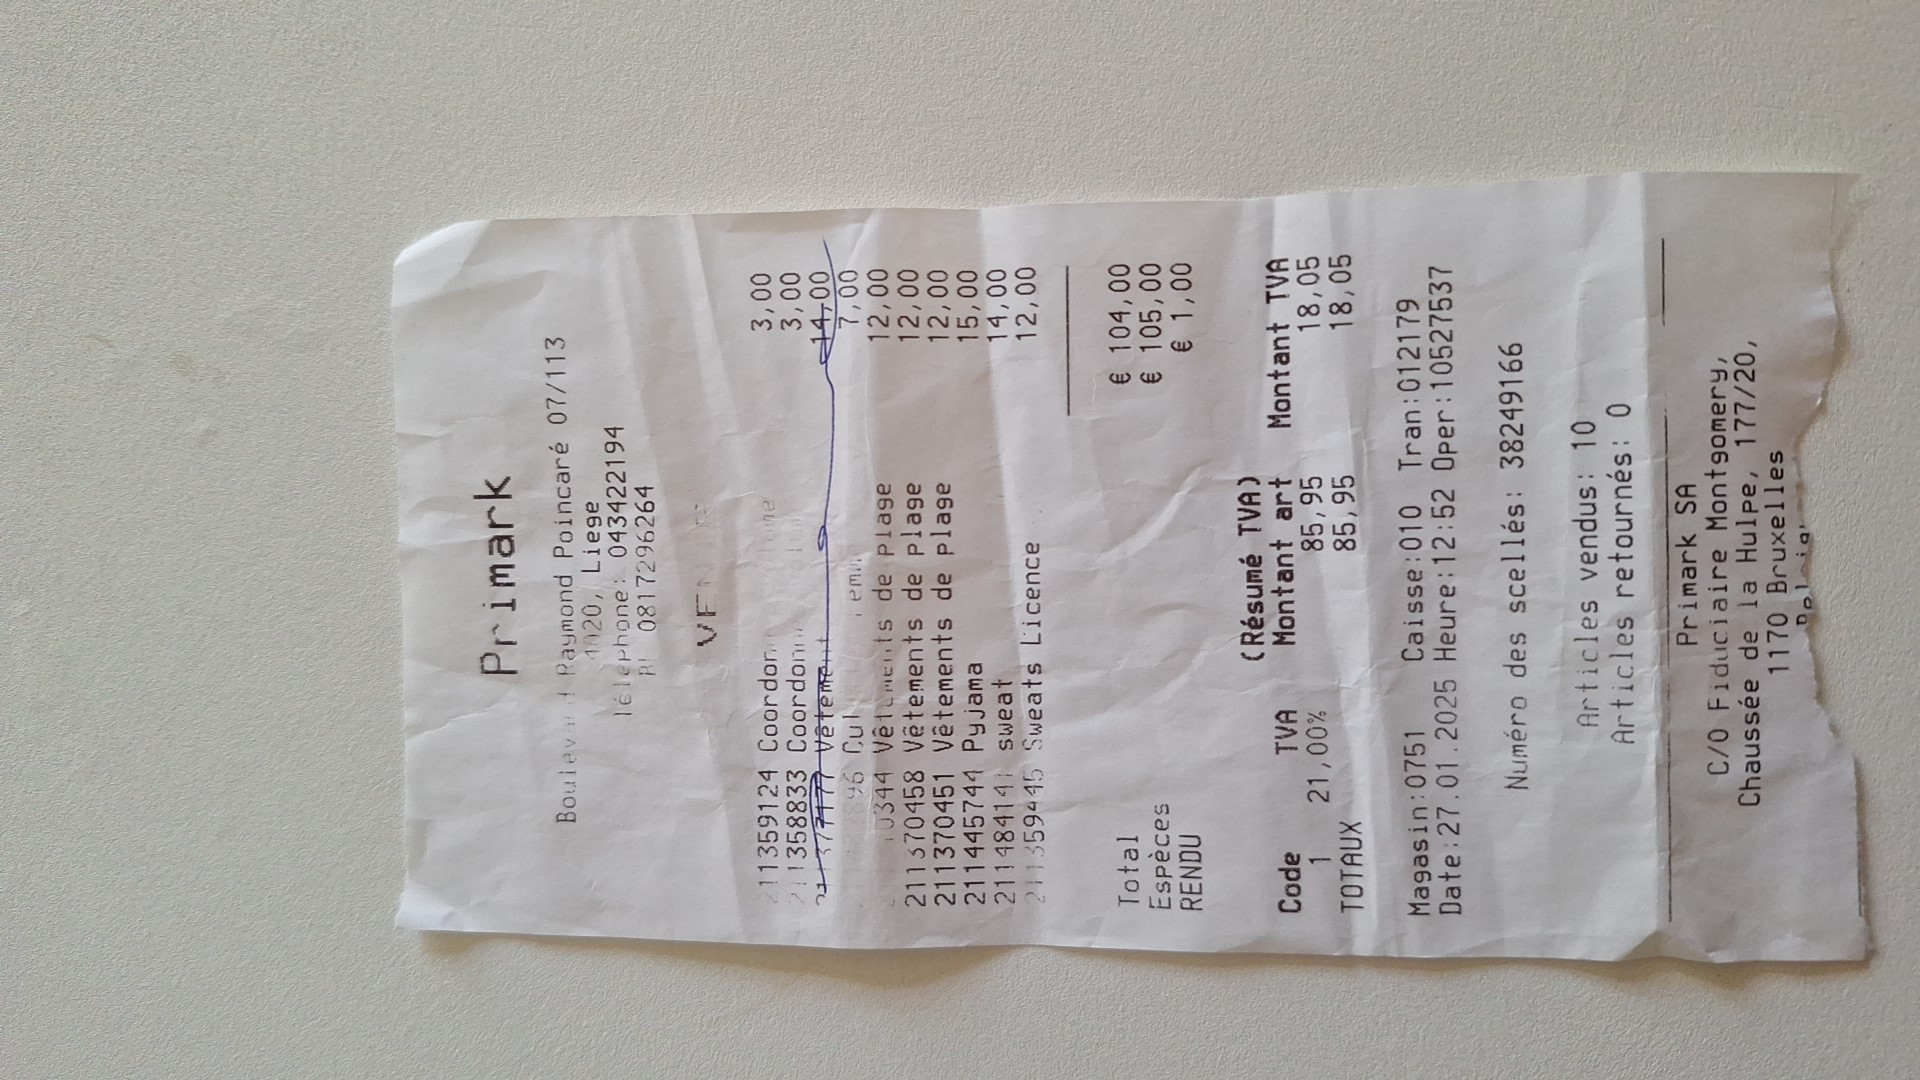 Primark
Raymond Poincaré 07/113
4020, Liege
Téléphone: 043422194
0817296264
211359124 3,00
211358833 3,00
14,00
7,00
Vêtements de plage 12,00
211370458 Vêtements de plage 12,00
211370451 Vêtements de plage 12,00
211445744 Pyjama 15,00
211484141 sweat 14,00
211359445 Sweats Licence 12,00
Total € 104,00
Espèces € 105,00
RENDU € 1,00
(Résumé TVA)
Code TVA Montant art Montant TVA
1 21,00% 85,95 18,05
TOTAUX 85,95 18,05
Magasin:0751 Caisse:010 Tran:012179
Date:27.01.2025 Heure:12:52 Oper:10527537
Numéro des scellés: 38249166
Articles vendus: 10
Articles retournés: 0
Primark SA
C/O Fiduciaire Montgomery,
Chaussée de la Hulpe, 177/20,
1170 Bruxelles